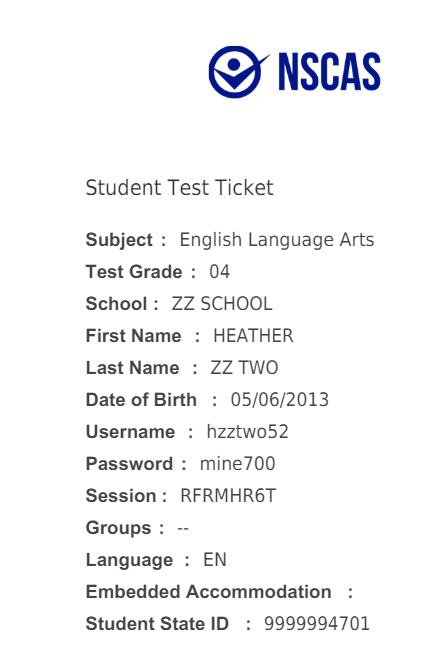 NSCAS
Student Test Ticket
Subject : English Language Arts
Test Grade : 04
School : ZZ SCHOOL
First Name : HEATHER
Last Name : ZZ TWO
Date of Birth : 05/06/2013
Username : hzztwo52
Password : mine700
Session : RFRMHR6T
Groups : --
Language : EN
Embedded Accommodation :
Student State ID : 9999994701